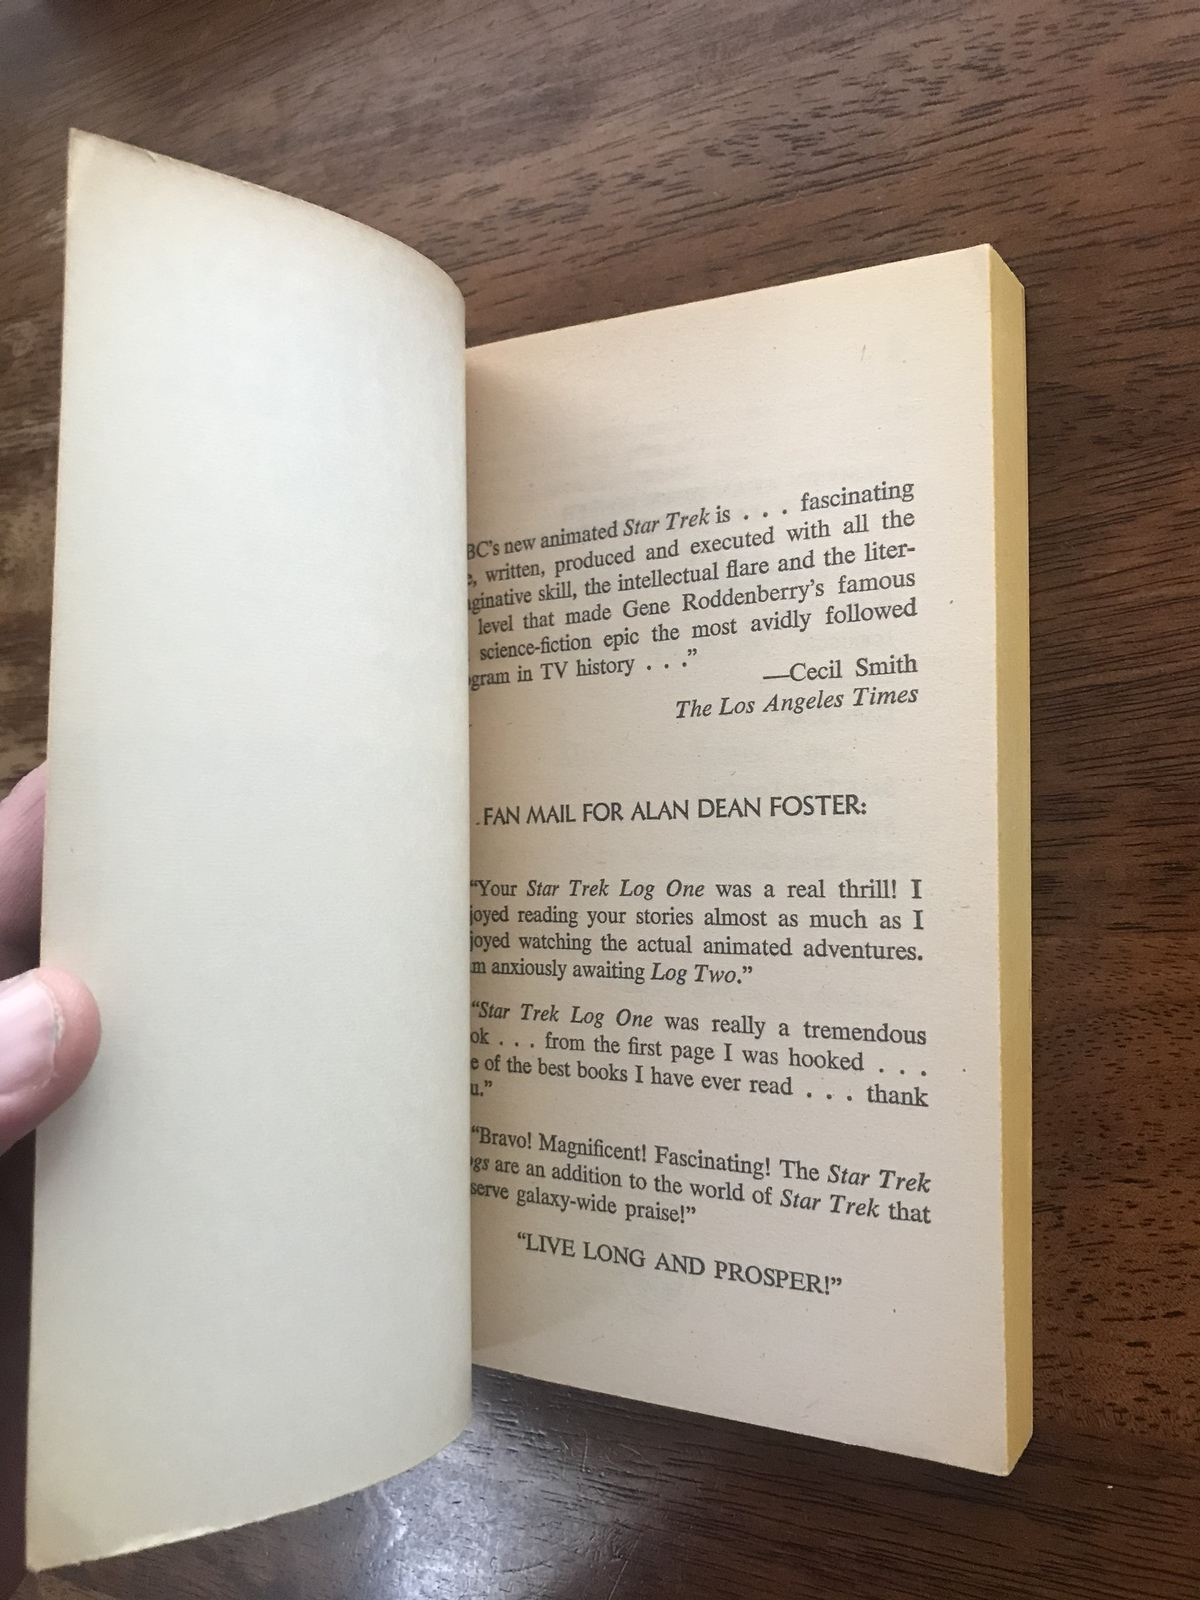 BC's new animated Star Trek is . . . fascinating
written, produced and executed with all the
ginative skill, the intellectual flare and the liter-
level that made Gene Roddenberry's famous
science-fiction epic the most avidly followed
gram in TV history . . ."
—Cecil Smith
The Los Angeles Times
FAN MAIL FOR ALAN DEAN FOSTER:
"Your Star Trek Log One was a real thrill! I
joyed reading your stories almost as much as I
joyed watching the actual animated adventures.
m anxiously awaiting Log Two."
"Star Trek Log One was really a tremendous
ok . . . from the first page I was hooked . . .
e of the best books I have ever read . . . thank
u."
"Bravo! Magnificent! Fascinating! The Star Trek
gs are an addition to the world of Star Trek that
serve galaxy-wide praise!"
"LIVE LONG AND PROSPER!"